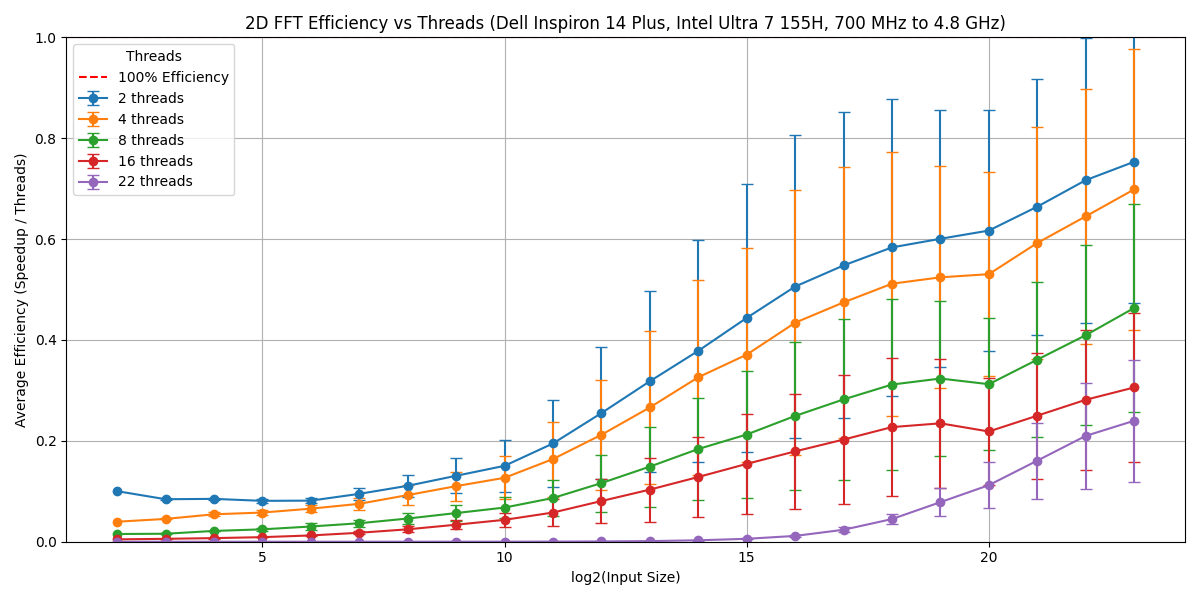 2D FFT Efficiency vs Threads (Dell Inspiron 14 Plus, Intel Ultra 7 155H, 700 MHz to 4.8 GHz)
Threads
100% Efficiency
2 threads
4 threads
8 threads
16 threads
22 threads
Average Efficiency (Speedup / Threads)
1.0
0.8
0.6
0.4
0.2
0.0
5
10
15
20
log2(Input Size)